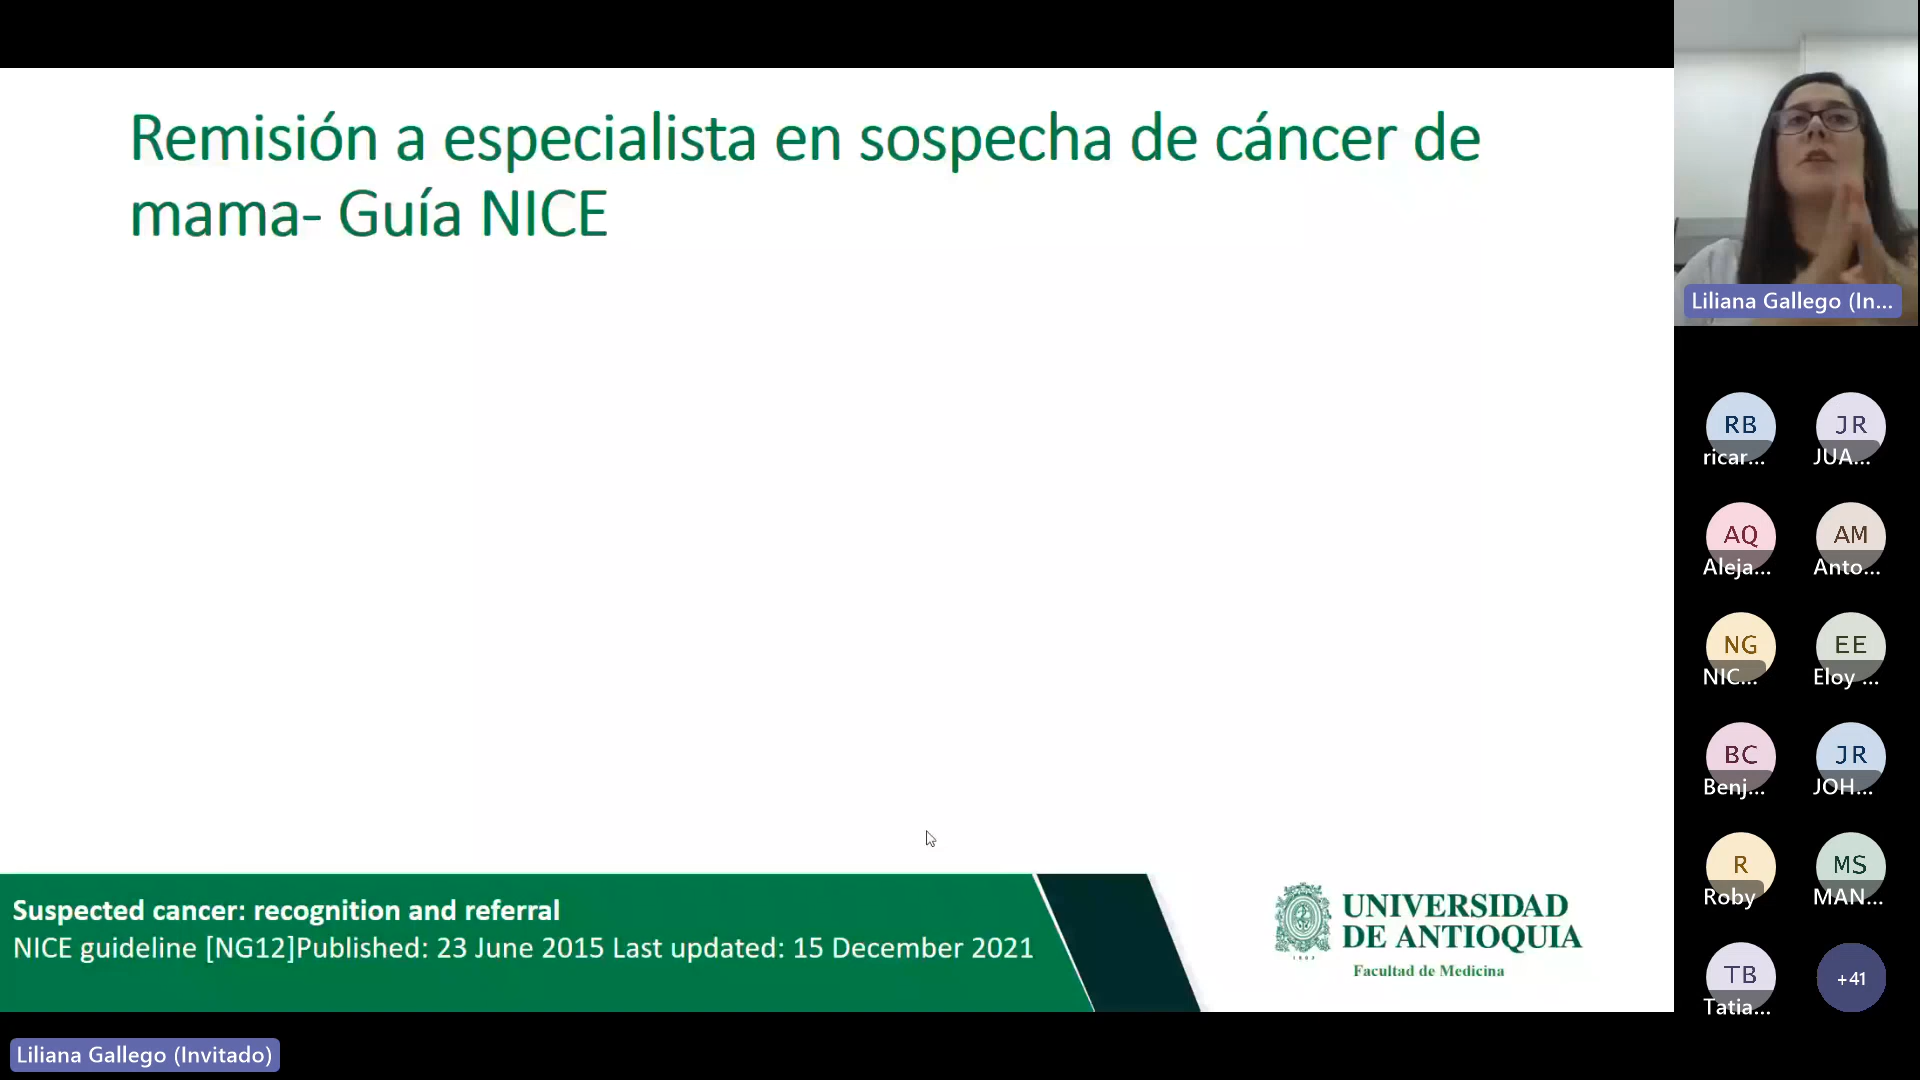 Remisión a especialista en sospecha de cáncer de
mama- Guía NICE
Suspected cancer: recognition and referral
NICE guideline [NG12]Published: 23 June 2015 Last updated: 15 December 2021
UNIVERSIDAD
DE ANTIOQUIA
1803
Facultad de Medicina
Liliana Gallego (Invitado)
Liliana Gallego (In...
RB
ricar...
JR
JUA...
AQ
Aleja...
AM
Anto...
NG
NIC...
EE
Eloy ...
BC
Benj...
JR
JOH...
R
Roby
MS
MAN...
TB
Tatia...
+41